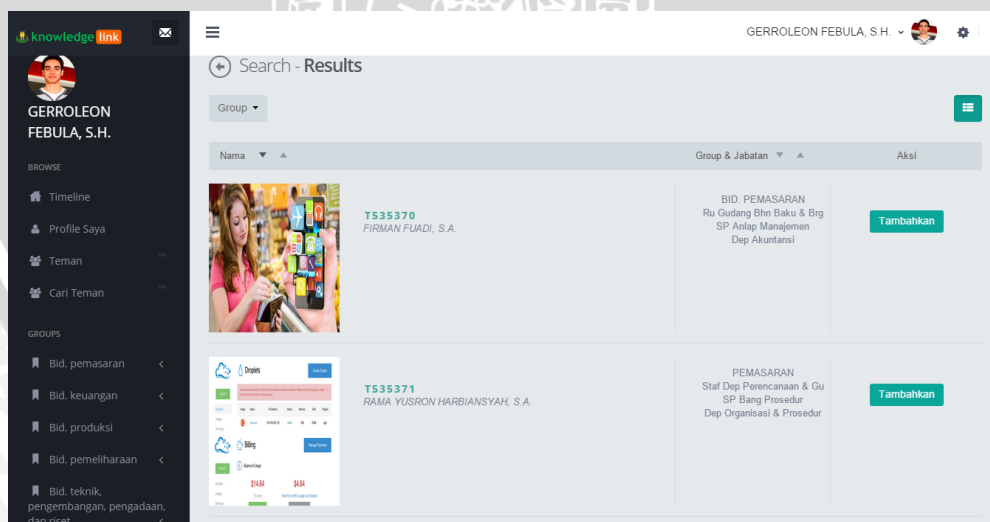 knowledge link
GERROLEON FEBULA, S.H.
GERROLEON
FEBULA, S.H.
BROWSE
Timeline
Profile Saya
Teman
Cari Teman
GROUPS
Bid. pemasaran
Bid. keuangan
Bid. produksi
Bid. pemeliharaan
Bid. teknik,
pengembangan, pengadaan,
dan riset
Search - Results
Group
Nama
Group & Jabatan
Aksi
T535370
FIRMAN FUADI, S.A.
BID. PEMASARAN
Ru Gudang Bhn Baku & Brg
SP Anlap Manajemen
Dep Akuntansi
Tambahkan
T535371
RAMA YUSRON HARBIANSYAH, S.A.
PEMASARAN
Staf Dep Perencanaan & Gu
SP Bang Prosedur
Dep Organisasi & Prosedur
Tambahkan
Droplets
Billing
$14.64
$4.84